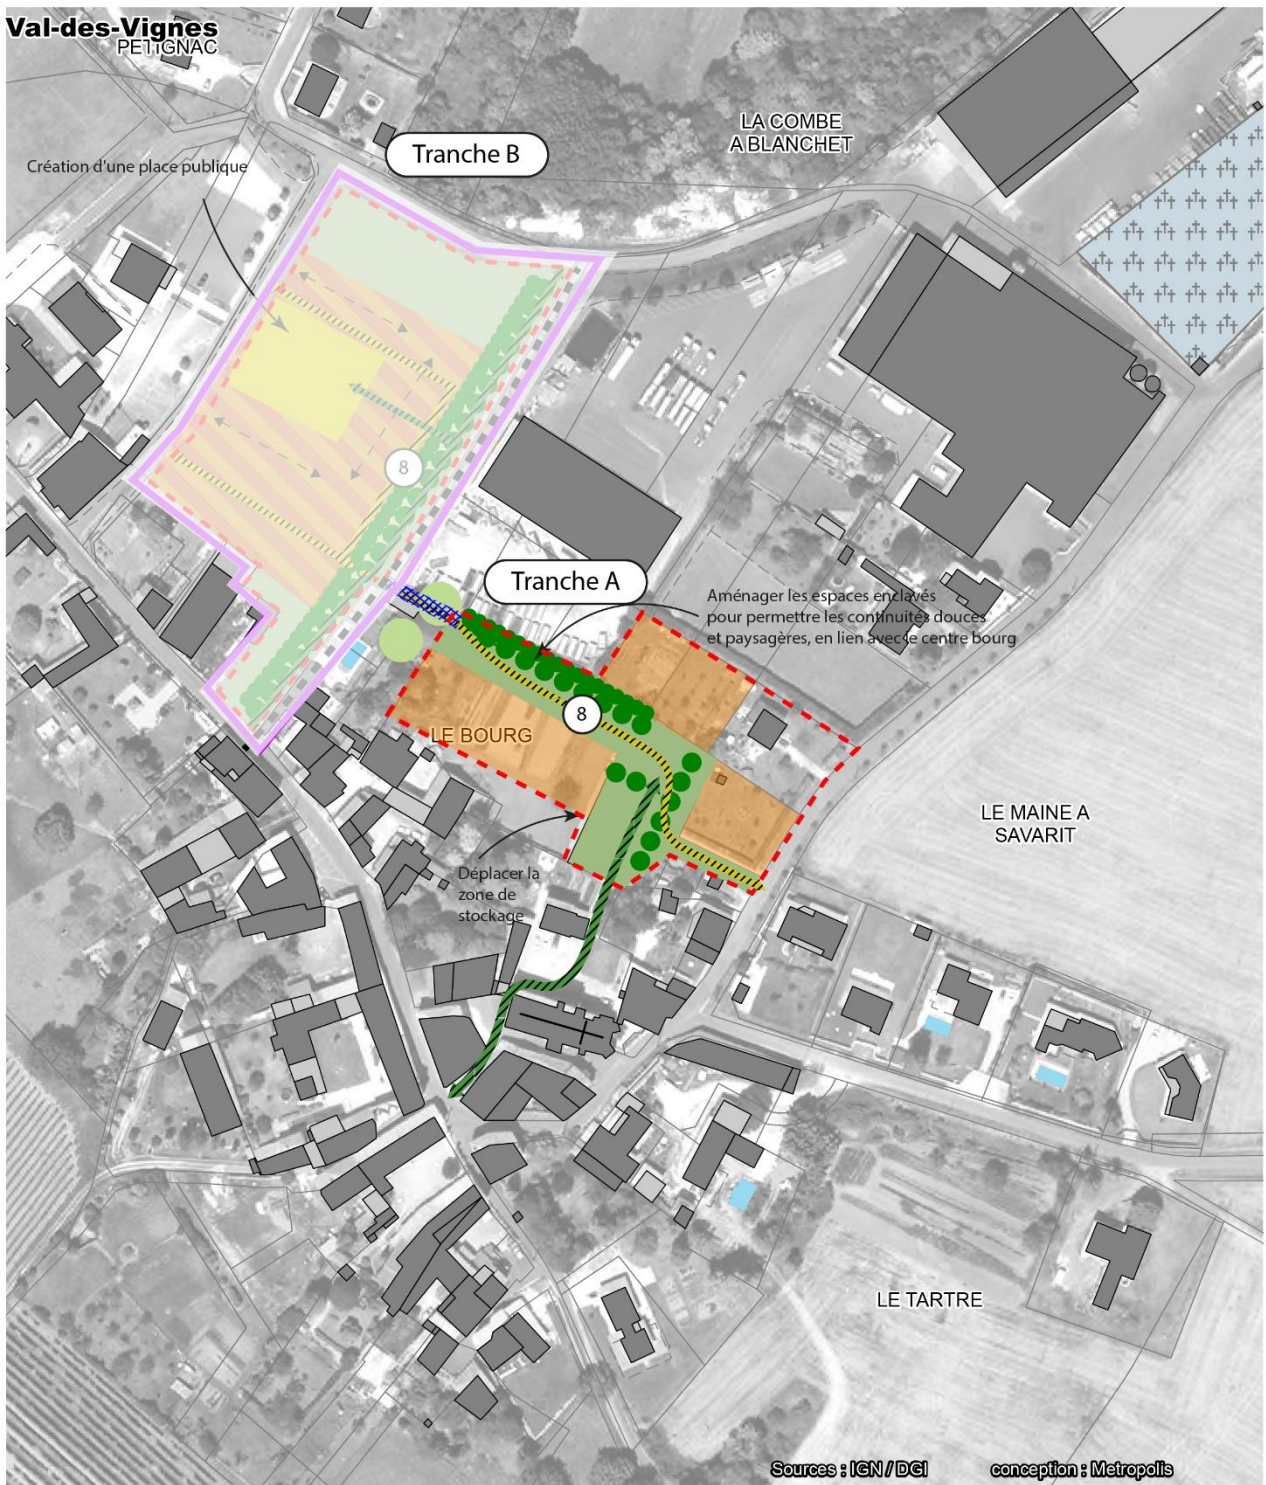 Val-des-Vignes
PETIGNAC
LA COMBE
A BLANCHET
Tranche B
Création d'une place publique
8
Tranche A
Aménager les espaces enclavés
pour permettre les continuités douces
et paysagères, en lien avec le centre bourg
8
LE BOURG
LE MAINE A
SAVARIT
Déplacer la
zone de
stockage
LE TARTRE
Sources : IGN / DGI
conception : Metropolis